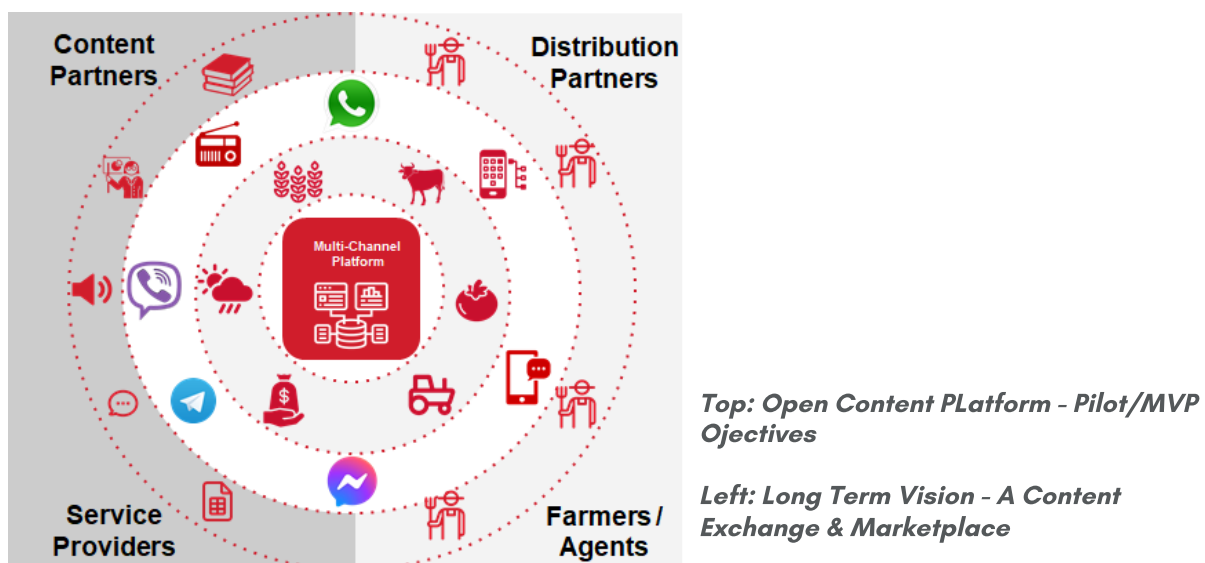 Content
Partners
Distribution
Partners
Multi-Channel
Platform
Service
Providers
Farmers /
Agents
Top: Open Content PLatform - Pilot/MVP
Ojectives
Left: Long Term Vision - A Content
Exchange & Marketplace